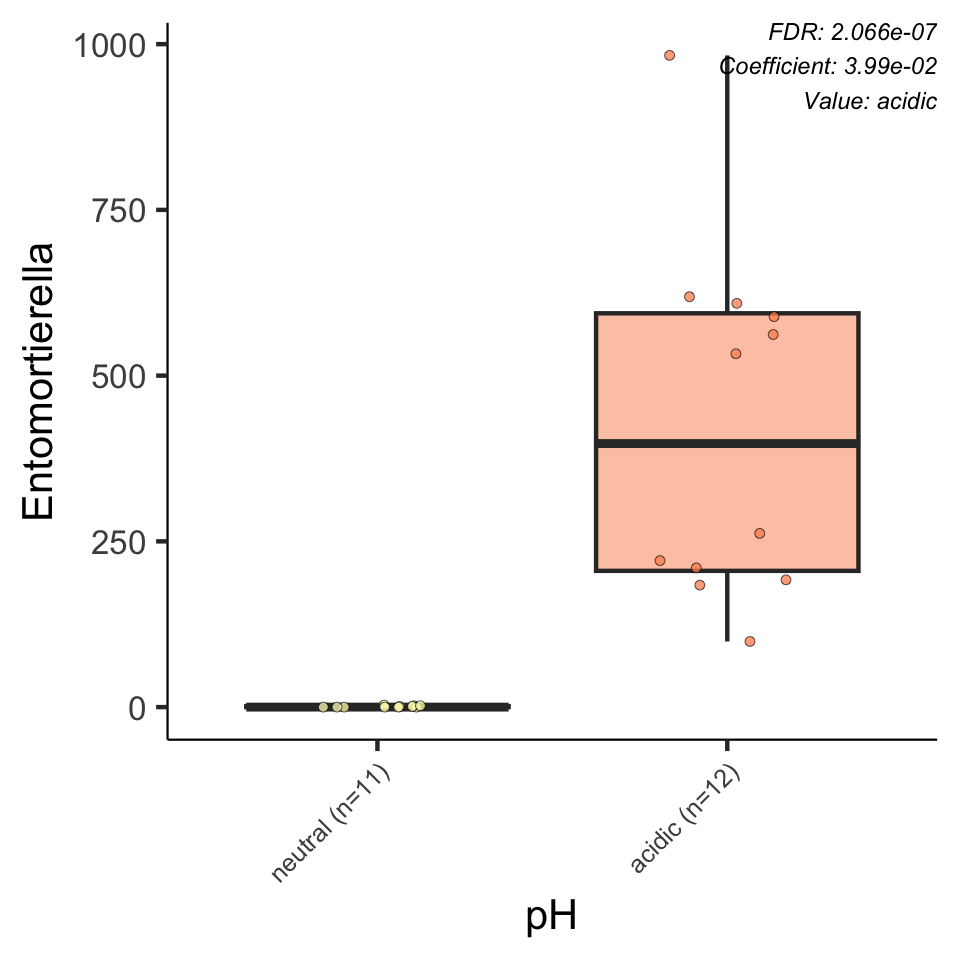 FDR: 2.066e-07
Coefficient: 3.99e-02
Value: acidic
1000
750
500
250
0
Entomortierella
neutral (n=11)
acidic (n=12)
pH